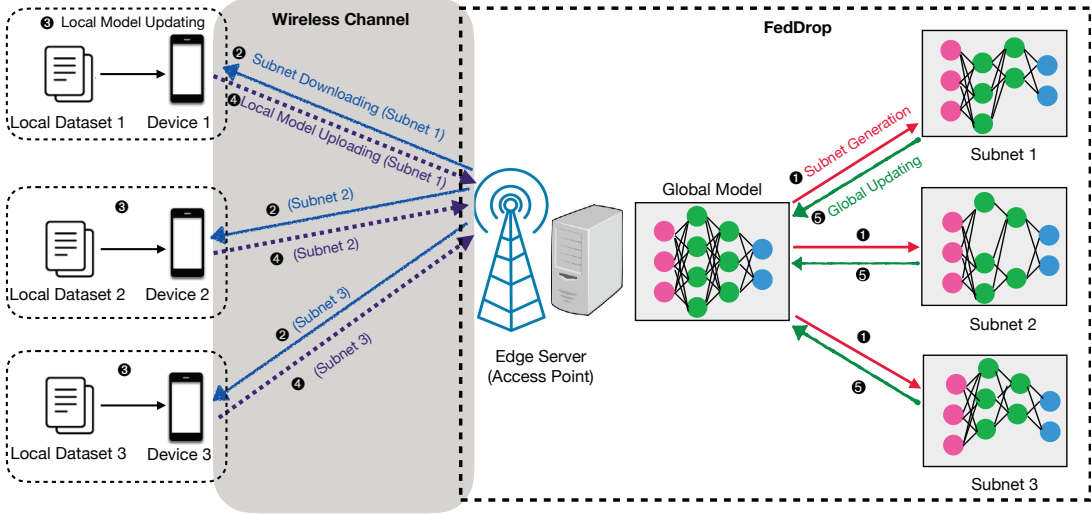 ❸ Local Model Updating
Local Dataset 1
Device 1
❸
Local Dataset 2
Device 2
❸
Local Dataset 3
Device 3
Wireless Channel
❷ Subnet Downloading (Subnet 1)
❹ Local Model Uploading (Subnet 1)
❷ (Subnet 2)
❹ (Subnet 2)
❷ (Subnet 3)
❹ (Subnet 3)
FedDrop
Edge Server
(Access Point)
Global Model
❶ Subnet Generation
❺ Global Updating
❶
❺
❶
❺
Subnet 1
Subnet 2
Subnet 3